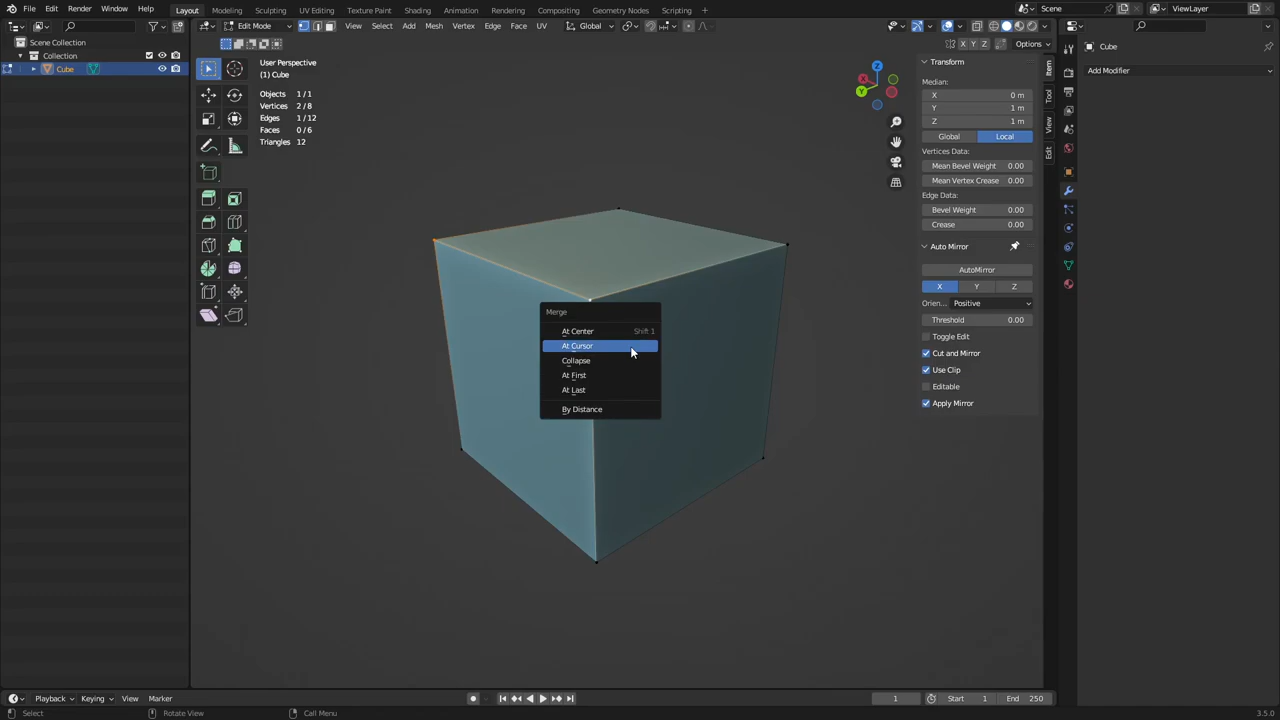 File Edit Render Window Help Layout Modeling Sculpting UV Editing Texture Paint Shading Animation Rendering Compositing Geometry Nodes Scripting + Scene ViewLayer
Edit Mode View Select Add Mesh Vertex Edge Face UV Global
X Y Z Options
Scene Collection
Collection
Cube
User Perspective
(1) Cube
Objects 1/1
Vertices 2/8
Edges 1/12
Faces 0/6
Triangles 12
Z
X
Y
Merge
At Center Shift 1
At Cursor
Collapse
At First
At Last
By Distance
Transform
Median:
X 0 m
Y 1 m
Z 1 m
Global Local
Vertices Data:
Mean Bevel Weight 0.00
Mean Vertex Crease 0.00
Edge Data:
Bevel Weight 0.00
Crease 0.00
Auto Mirror
AutoMirror
X Y Z
Orien... Positive
Threshold 0.00
Toggle Edit
Cut and Mirror
Use Clip
Editable
Apply Mirror
Item
Tool
View
Edit
Cube
Add Modifier
Playback Keying View Marker 1 Start 1 End 250
Select Rotate View Call Menu 3.5.0